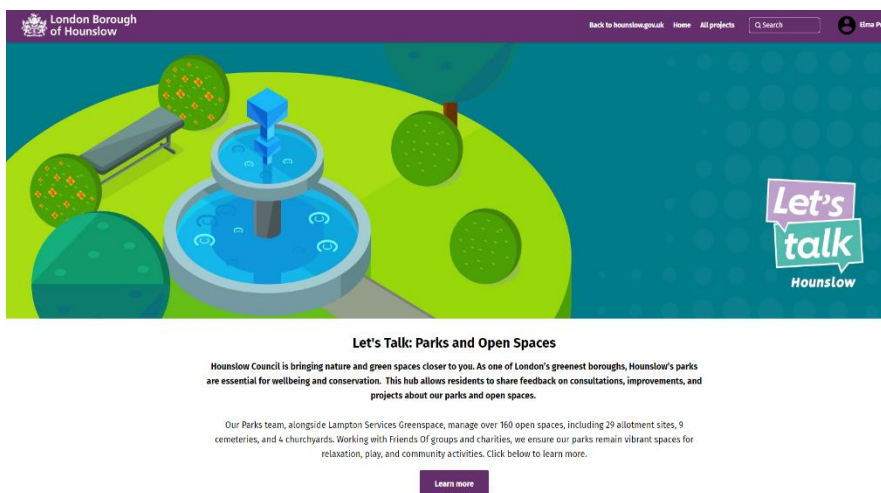 London Borough
of Hounslow
Back to hounslow.gov.uk Home All projects Search Elma
Let's
talk
Hounslow
Let's Talk: Parks and Open Spaces
Hounslow Council is bringing nature and green spaces closer to you. As one of London's greenest boroughs, Hounslow's parks
are essential for wellbeing and conservation. This hub allows residents to share feedback on consultations, improvements, and
projects about our parks and open spaces.
Our Parks team, alongside Lampton Services Greenspace, manage over 160 open spaces, including 29 allotment sites, 9
cemeteries, and 4 churchyards. Working with Friends Of groups and charities, we ensure our parks remain vibrant spaces for
relaxation, play, and community activities. Click below to learn more.
Learn more